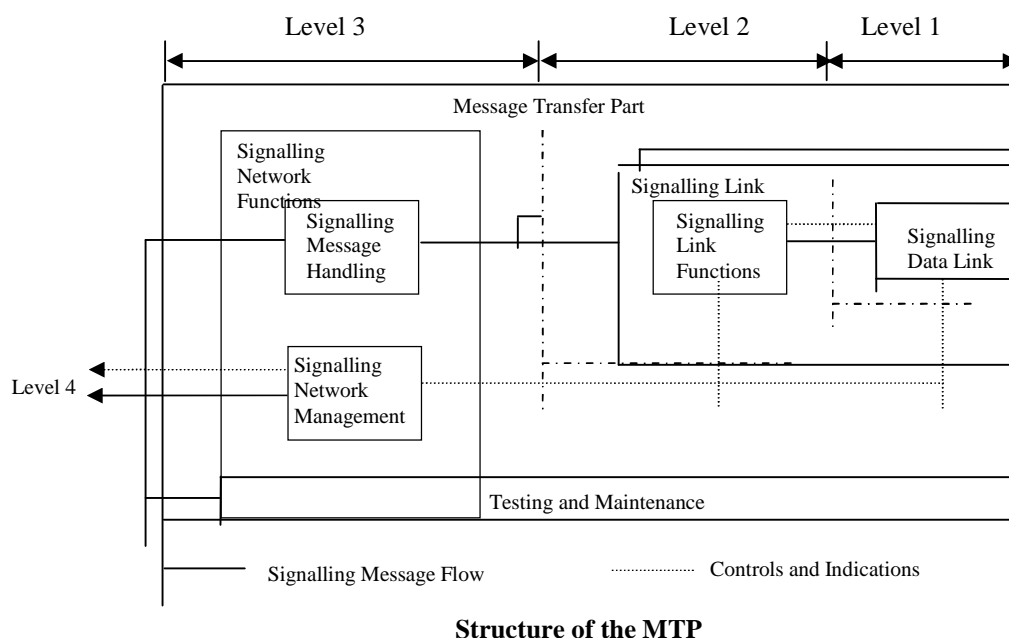 Level 3
Level 2
Level 1
Message Transfer Part
Signalling
Network
Functions
Signalling
Message
Handling
Signalling Link
Signalling
Link
Functions
Signalling
Data Link
Level 4
Signalling
Network
Management
Testing and Maintenance
Signalling Message Flow
Controls and Indications
Structure of the MTP